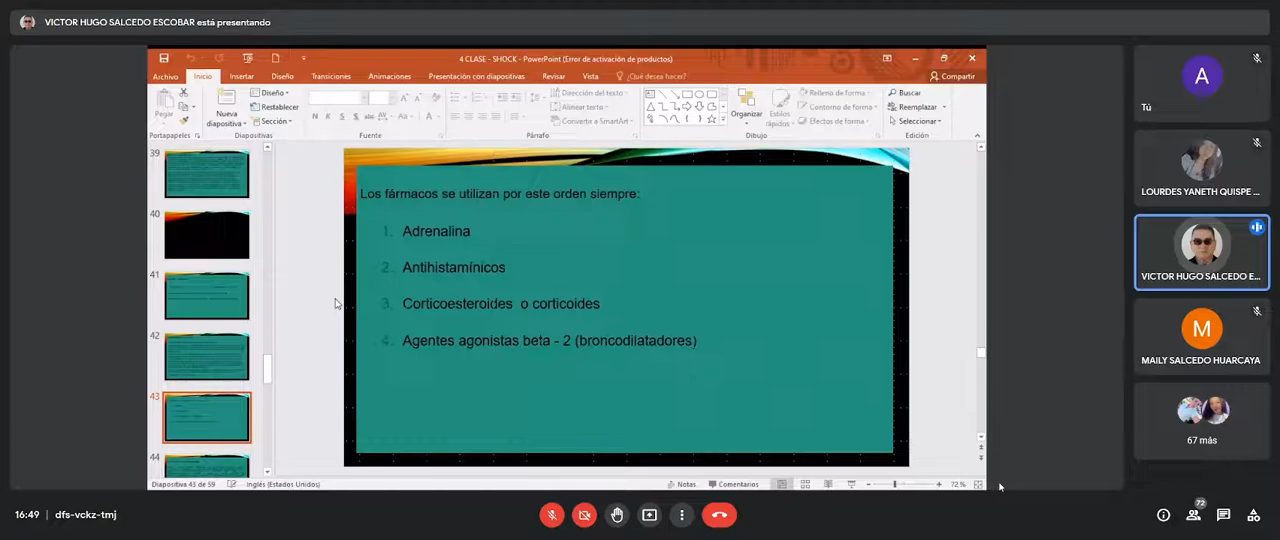 VICTOR HUGO SALCEDO ESCOBAR está presentando
4 CLASE - SHOCK - PowerPoint (Error de activación de productos)
Archivo Inicio Insertar Diseño Transiciones Animaciones Presentación con diapositivas Revisar Vista ¿Qué desea hacer? Compartir
Pegar
Nueva diapositiva
Diseño
Restablecer
Sección
N K S
Dirección del texto
Alinear texto
Convierte a SmartArt
Organizar
Estilos rápidos
Relleno de forma
Contorno de forma
Efectos de forma
Buscar
Reemplazar
Seleccionar
Portapapeles Diapositivas Fuente Párrafo Dibujo Edición
39
40
41
42
43
44
Los fármacos se utilizan por este orden siempre:
1. Adrenalina
2. Antihistamínicos
3. Corticoesteroides o corticoides
4. Agentes agonistas beta - 2 (broncodilatadores)
Diapositiva 43 de 59 Inglés (Estados Unidos) Notas Comentarios 72 %
A
Tú
LOURDES YANETH QUISPE ...
VICTOR HUGO SALCEDO E...
M
MAILY SALCEDO HUARCAYA
67 más
16:49 dfs-vckz-tmj
72